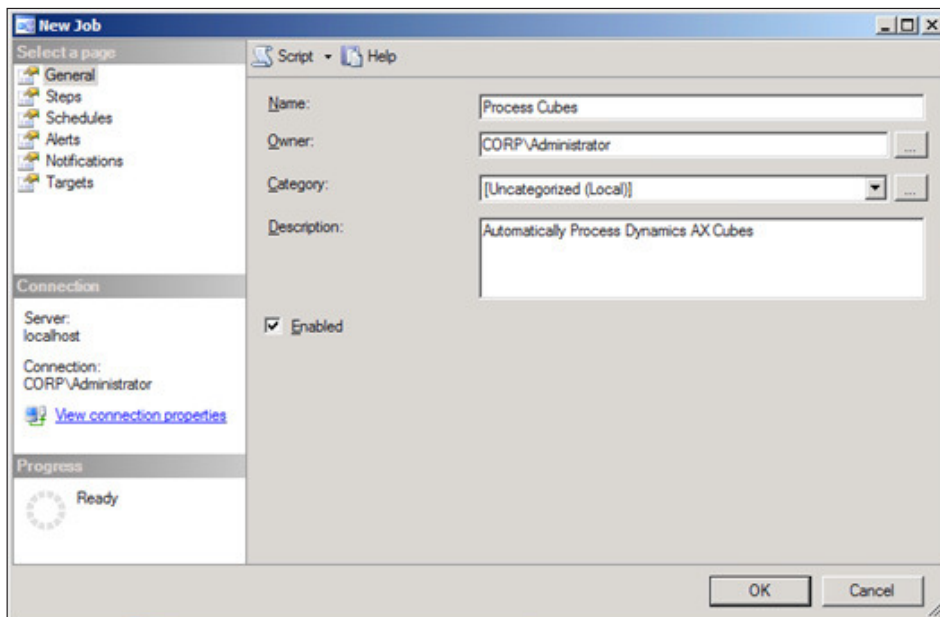 New Job
Select a page
General
Steps
Schedules
Alerts
Notifications
Targets
Connection
Server:
localhost
Connection:
CORP\Administrator
View connection properties
Progress
Ready
Script Help
Name: Process Cubes
Owner: CORP\Administrator ...
Category: [Uncategorized (Local)] ...
Description: Automatically Process Dynamics AX Cubes
Enabled
OK Cancel